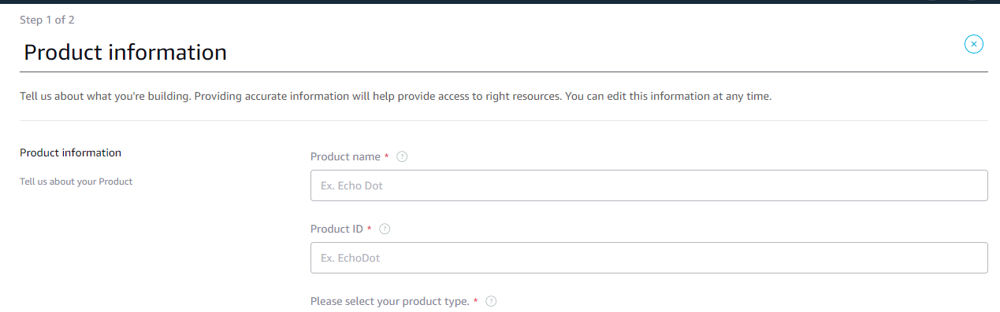 Step 1 of 2
Product information
Tell us about what you're building. Providing accurate information will help provide access to right resources. You can edit this information at any time.
Product information
Tell us about your Product
Product name * ?
Ex. Echo Dot
Product ID * ?
Ex. EchoDot
Please select your product type. * ?